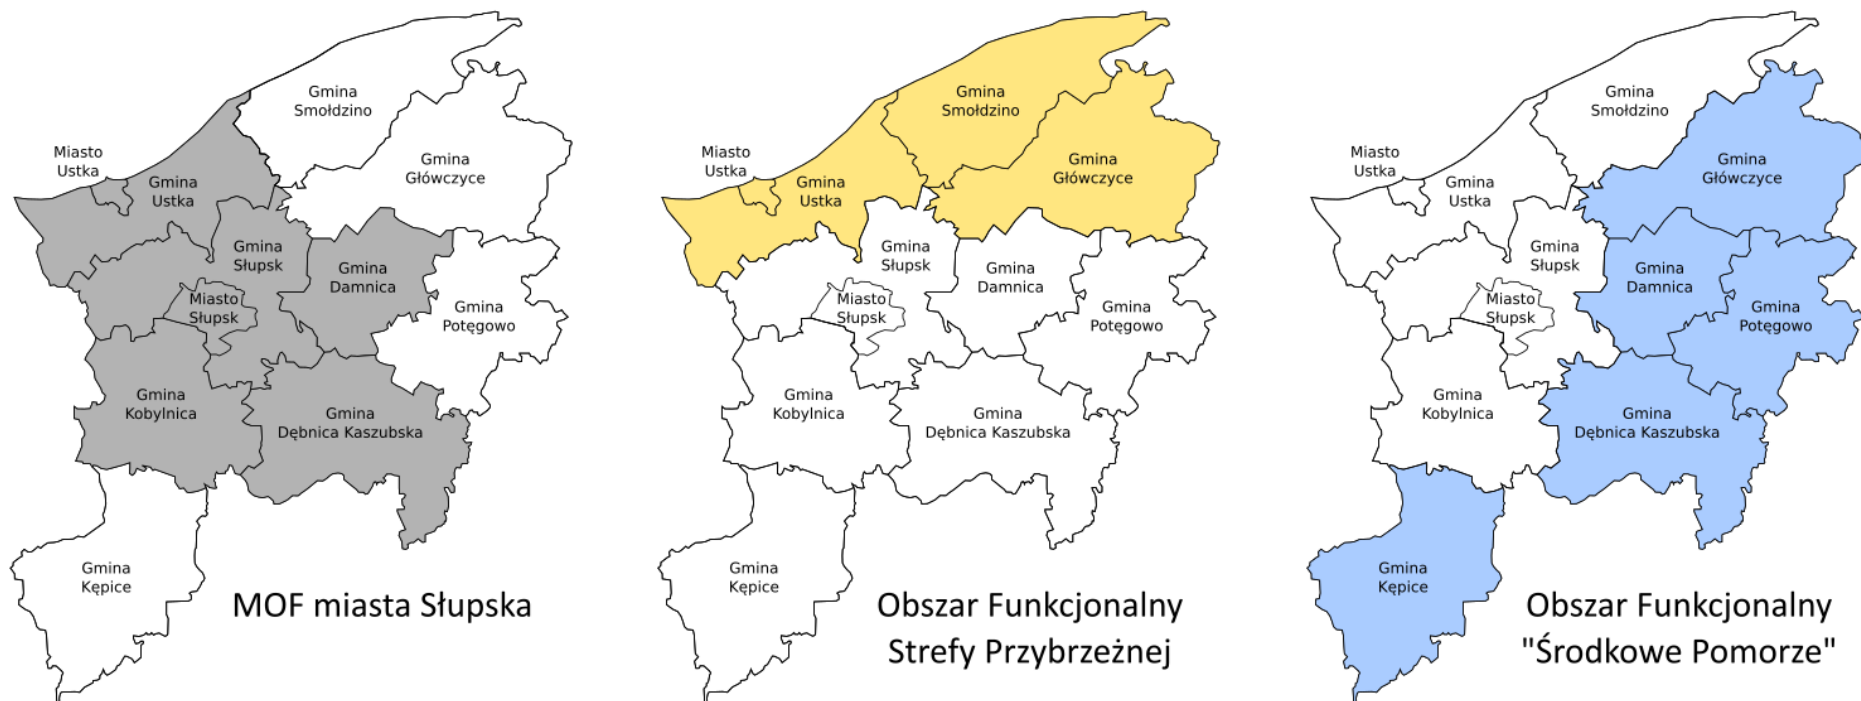 Gmina
Smołdzino
Miasto
Ustka
Gmina
Ustka
Gmina
Główczyce
Gmina
Słupsk
Gmina
Damnica
Miasto
Słupsk
Gmina
Potęgowo
Gmina
Kobylnica
Gmina
Dębnica Kaszubska
Gmina
Kępice
MOF miasta Słupska
Gmina
Smołdzino
Miasto
Ustka
Gmina
Ustka
Gmina
Główczyce
Gmina
Słupsk
Gmina
Damnica
Miasto
Słupsk
Gmina
Potęgowo
Gmina
Kobylnica
Gmina
Dębnica Kaszubska
Gmina
Kępice
Obszar Funkcjonalny
Strefy Przybrzeżnej
Gmina
Smołdzino
Miasto
Ustka
Gmina
Ustka
Gmina
Główczyce
Gmina
Słupsk
Gmina
Damnica
Miasto
Słupsk
Gmina
Potęgowo
Gmina
Kobylnica
Gmina
Dębnica Kaszubska
Gmina
Kępice
Obszar Funkcjonalny
"Środkowe Pomorze"